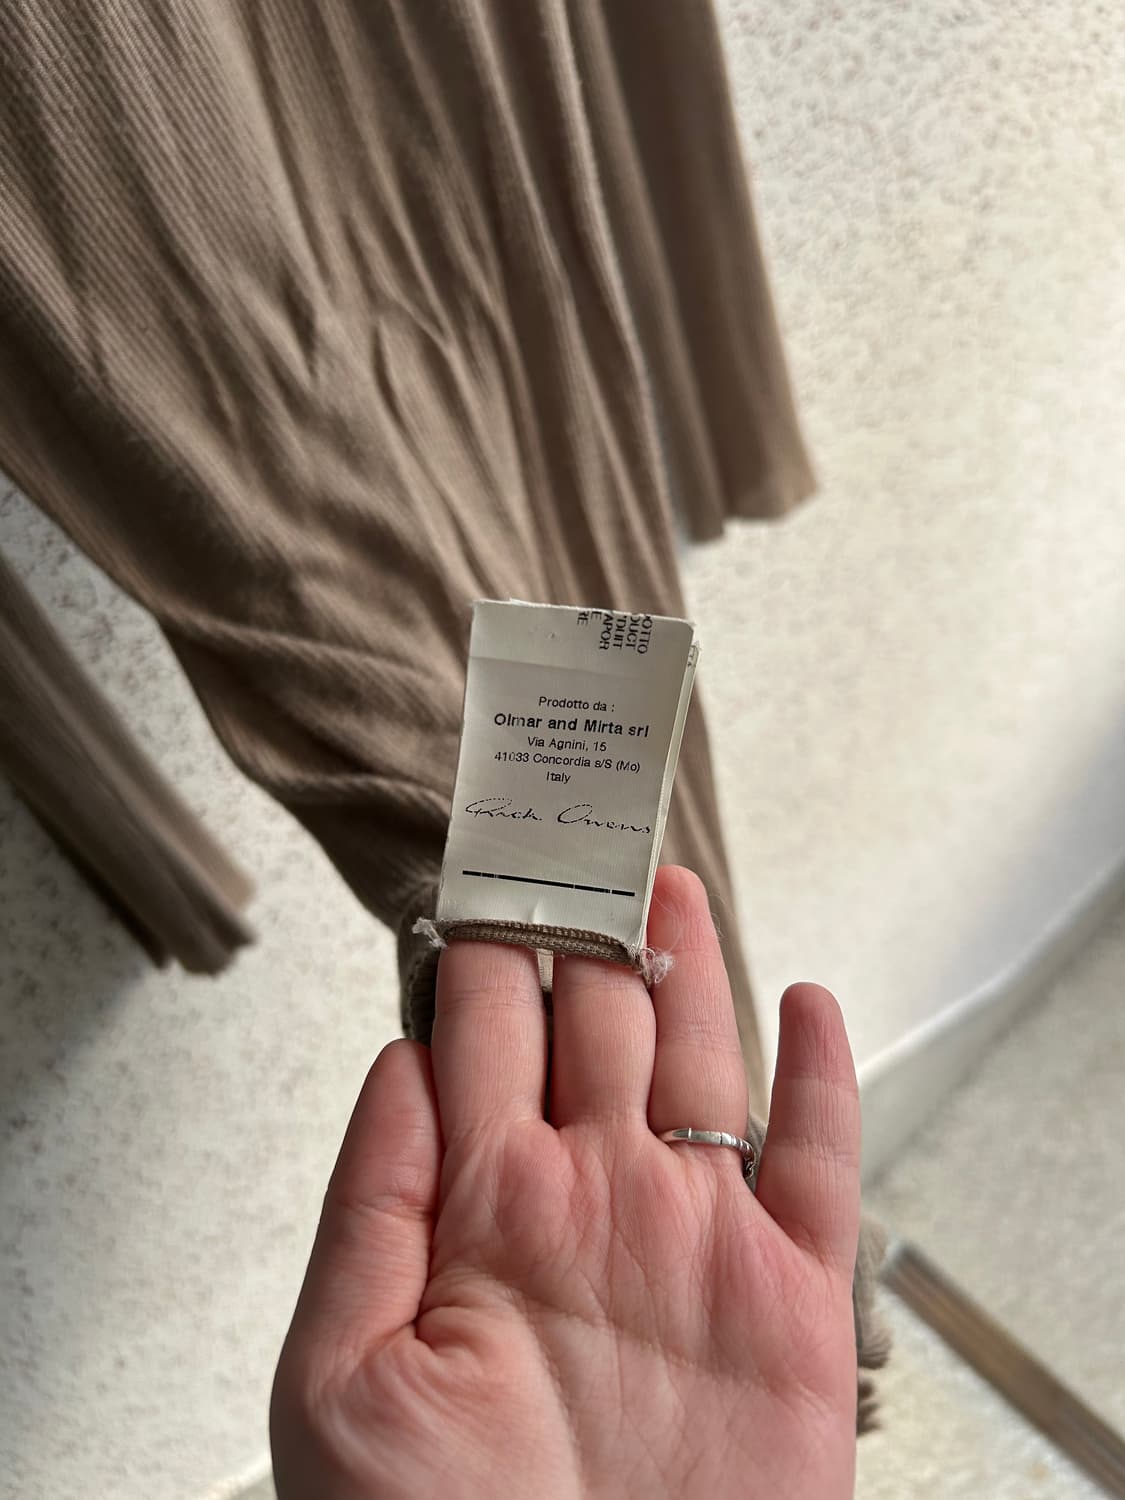 Prodotto da :
Olmar and Mirta srl
Via Agnini, 15
41033 Concordia s/S (Mo)
Italy
Rick Owens